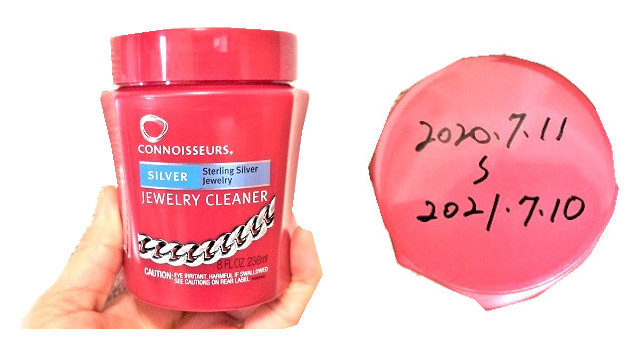 CONNOISSEURS®
SILVER
Sterling Silver
Jewelry
JEWELRY CLEANER
8 FL OZ 236ml
CAUTION: EYE IRRITANT. HARMFUL IF SWALLOWED
SEE CAUTIONS ON REAR LABEL
2020.7.11
~
2021.7.10